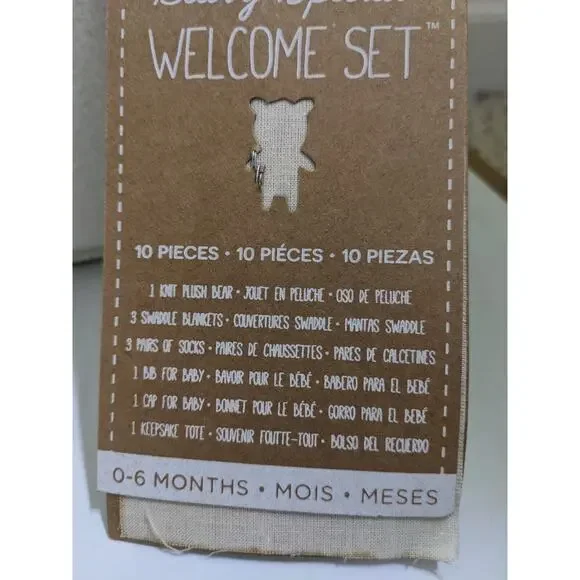 WELCOME SET™
10 PIECES • 10 PIÉCES • 10 PIEZAS
1 KNIT PLUSH BEAR • JOUET EN PELUCHE • OSO DE PELUCHE
3 SWADDLE BLANKETS • COUVERTURES SWADDLE • MANTAS SWADDLE
3 PAIRS OF SOCKS • PAIRES DE CHAUSSETTES • PARES DE CALCETINES
1 BIB FOR BABY • BAVOIR POUR LE BÉBÉ • BABERO PARA EL BEBÉ
1 CAP FOR BABY • BONNET POUR LE BÉBÉ • GORRO PARA EL BEBÉ
1 KEEPSAKE TOTE • SOUVENIR FOUTTE-TOUT • BOLSO DEL RECUERDO
0-6 MONTHS • MOIS • MESES